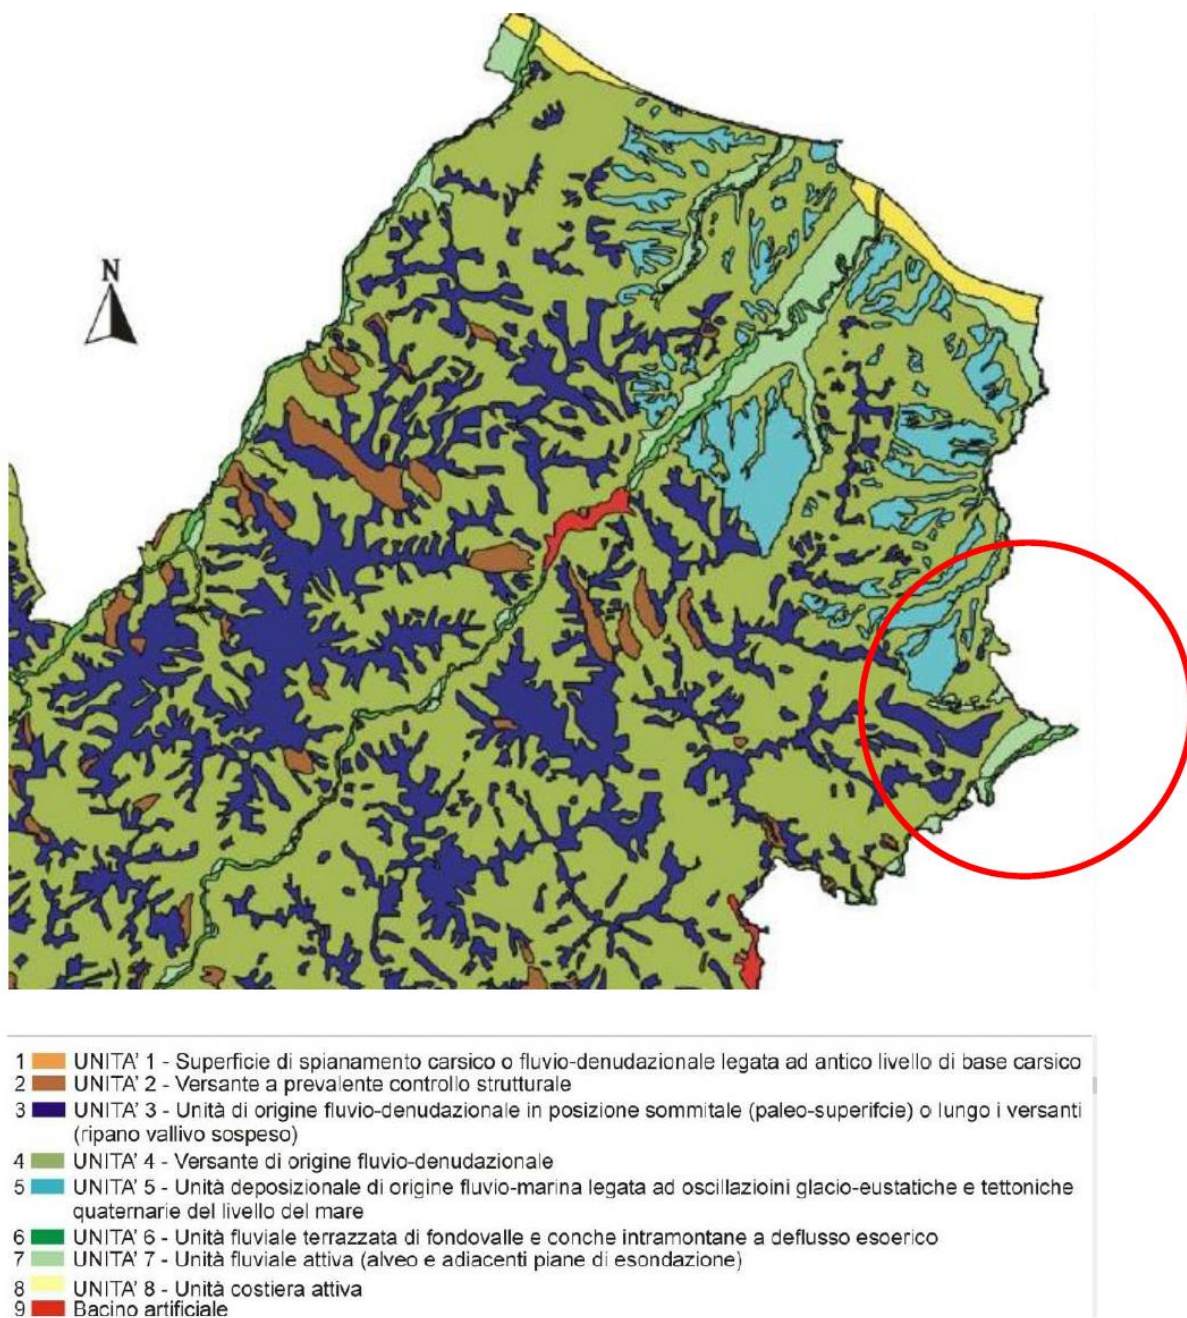 N
1 UNITA' 1 - Superficie di spianamento carsico o fluvio-denudazionale legata ad antico livello di base carsico
2 UNITA' 2 - Versante a prevalente controllo strutturale
3 UNITA' 3 - Unità di origine fluvio-denudazionale in posizione sommitale (paleo-superifcie) o lungo i versanti
(ripano vallivo sospeso)
4 UNITA' 4 - Versante di origine fluvio-denudazionale
5 UNITA' 5 - Unità deposizionale di origine fluvio-marina legata ad oscillazioini glacio-eustatiche e tettoniche
quaternarie del livello del mare
6 UNITA' 6 - Unità fluviale terrazzata di fondovalle e conche intramontane a deflusso esoerico
7 UNITA' 7 - Unità fluviale attiva (alveo e adiacenti piane di esondazione)
8 UNITA' 8 - Unità costiera attiva
9 Bacino artificiale